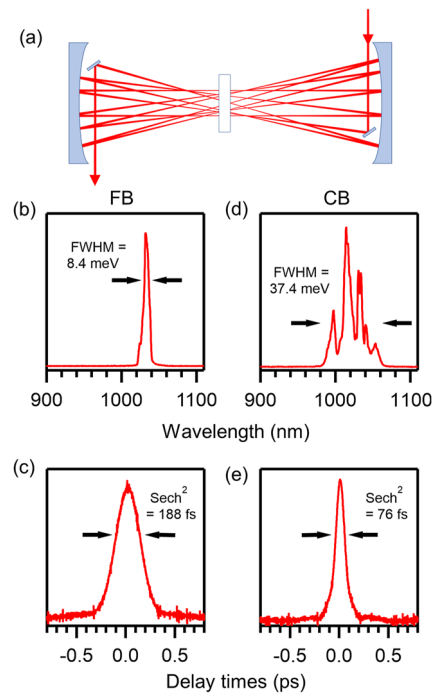 (a)
FB
CB
(b)
(d)
FWHM =
8.4 meV
FWHM =
37.4 meV
900
1000
1100
900
1000
1100
Wavelength (nm)
(c)
(e)
Sech²
= 188 fs
Sech²
= 76 fs
-0.5
0.0
0.5
-0.5
0.0
0.5
Delay times (ps)